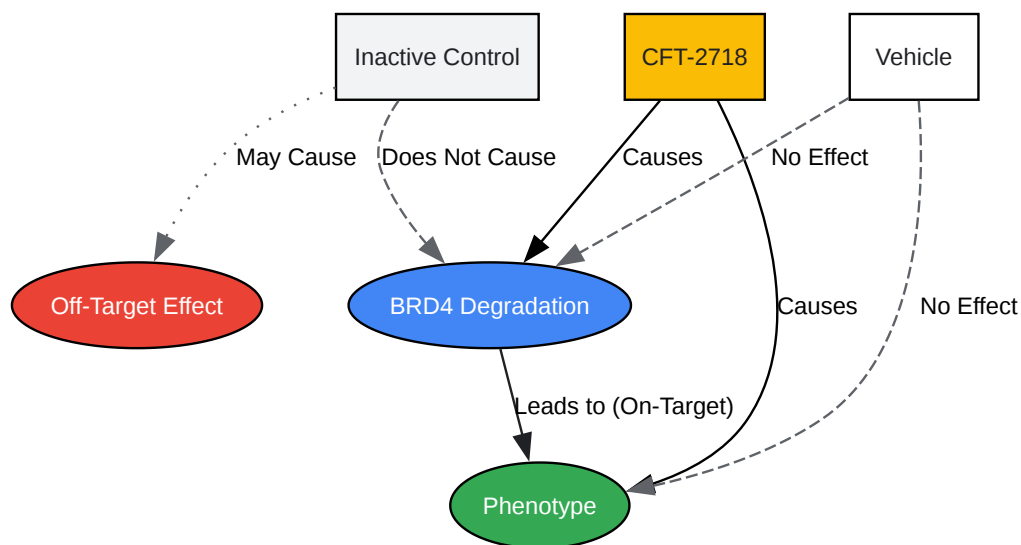 Inactive Control
CFT-2718
Vehicle
May Cause
Does Not Cause
Causes
No Effect
Off-Target Effect
BRD4 Degradation
Causes
No Effect
Leads to (On-Target)
Phenotype